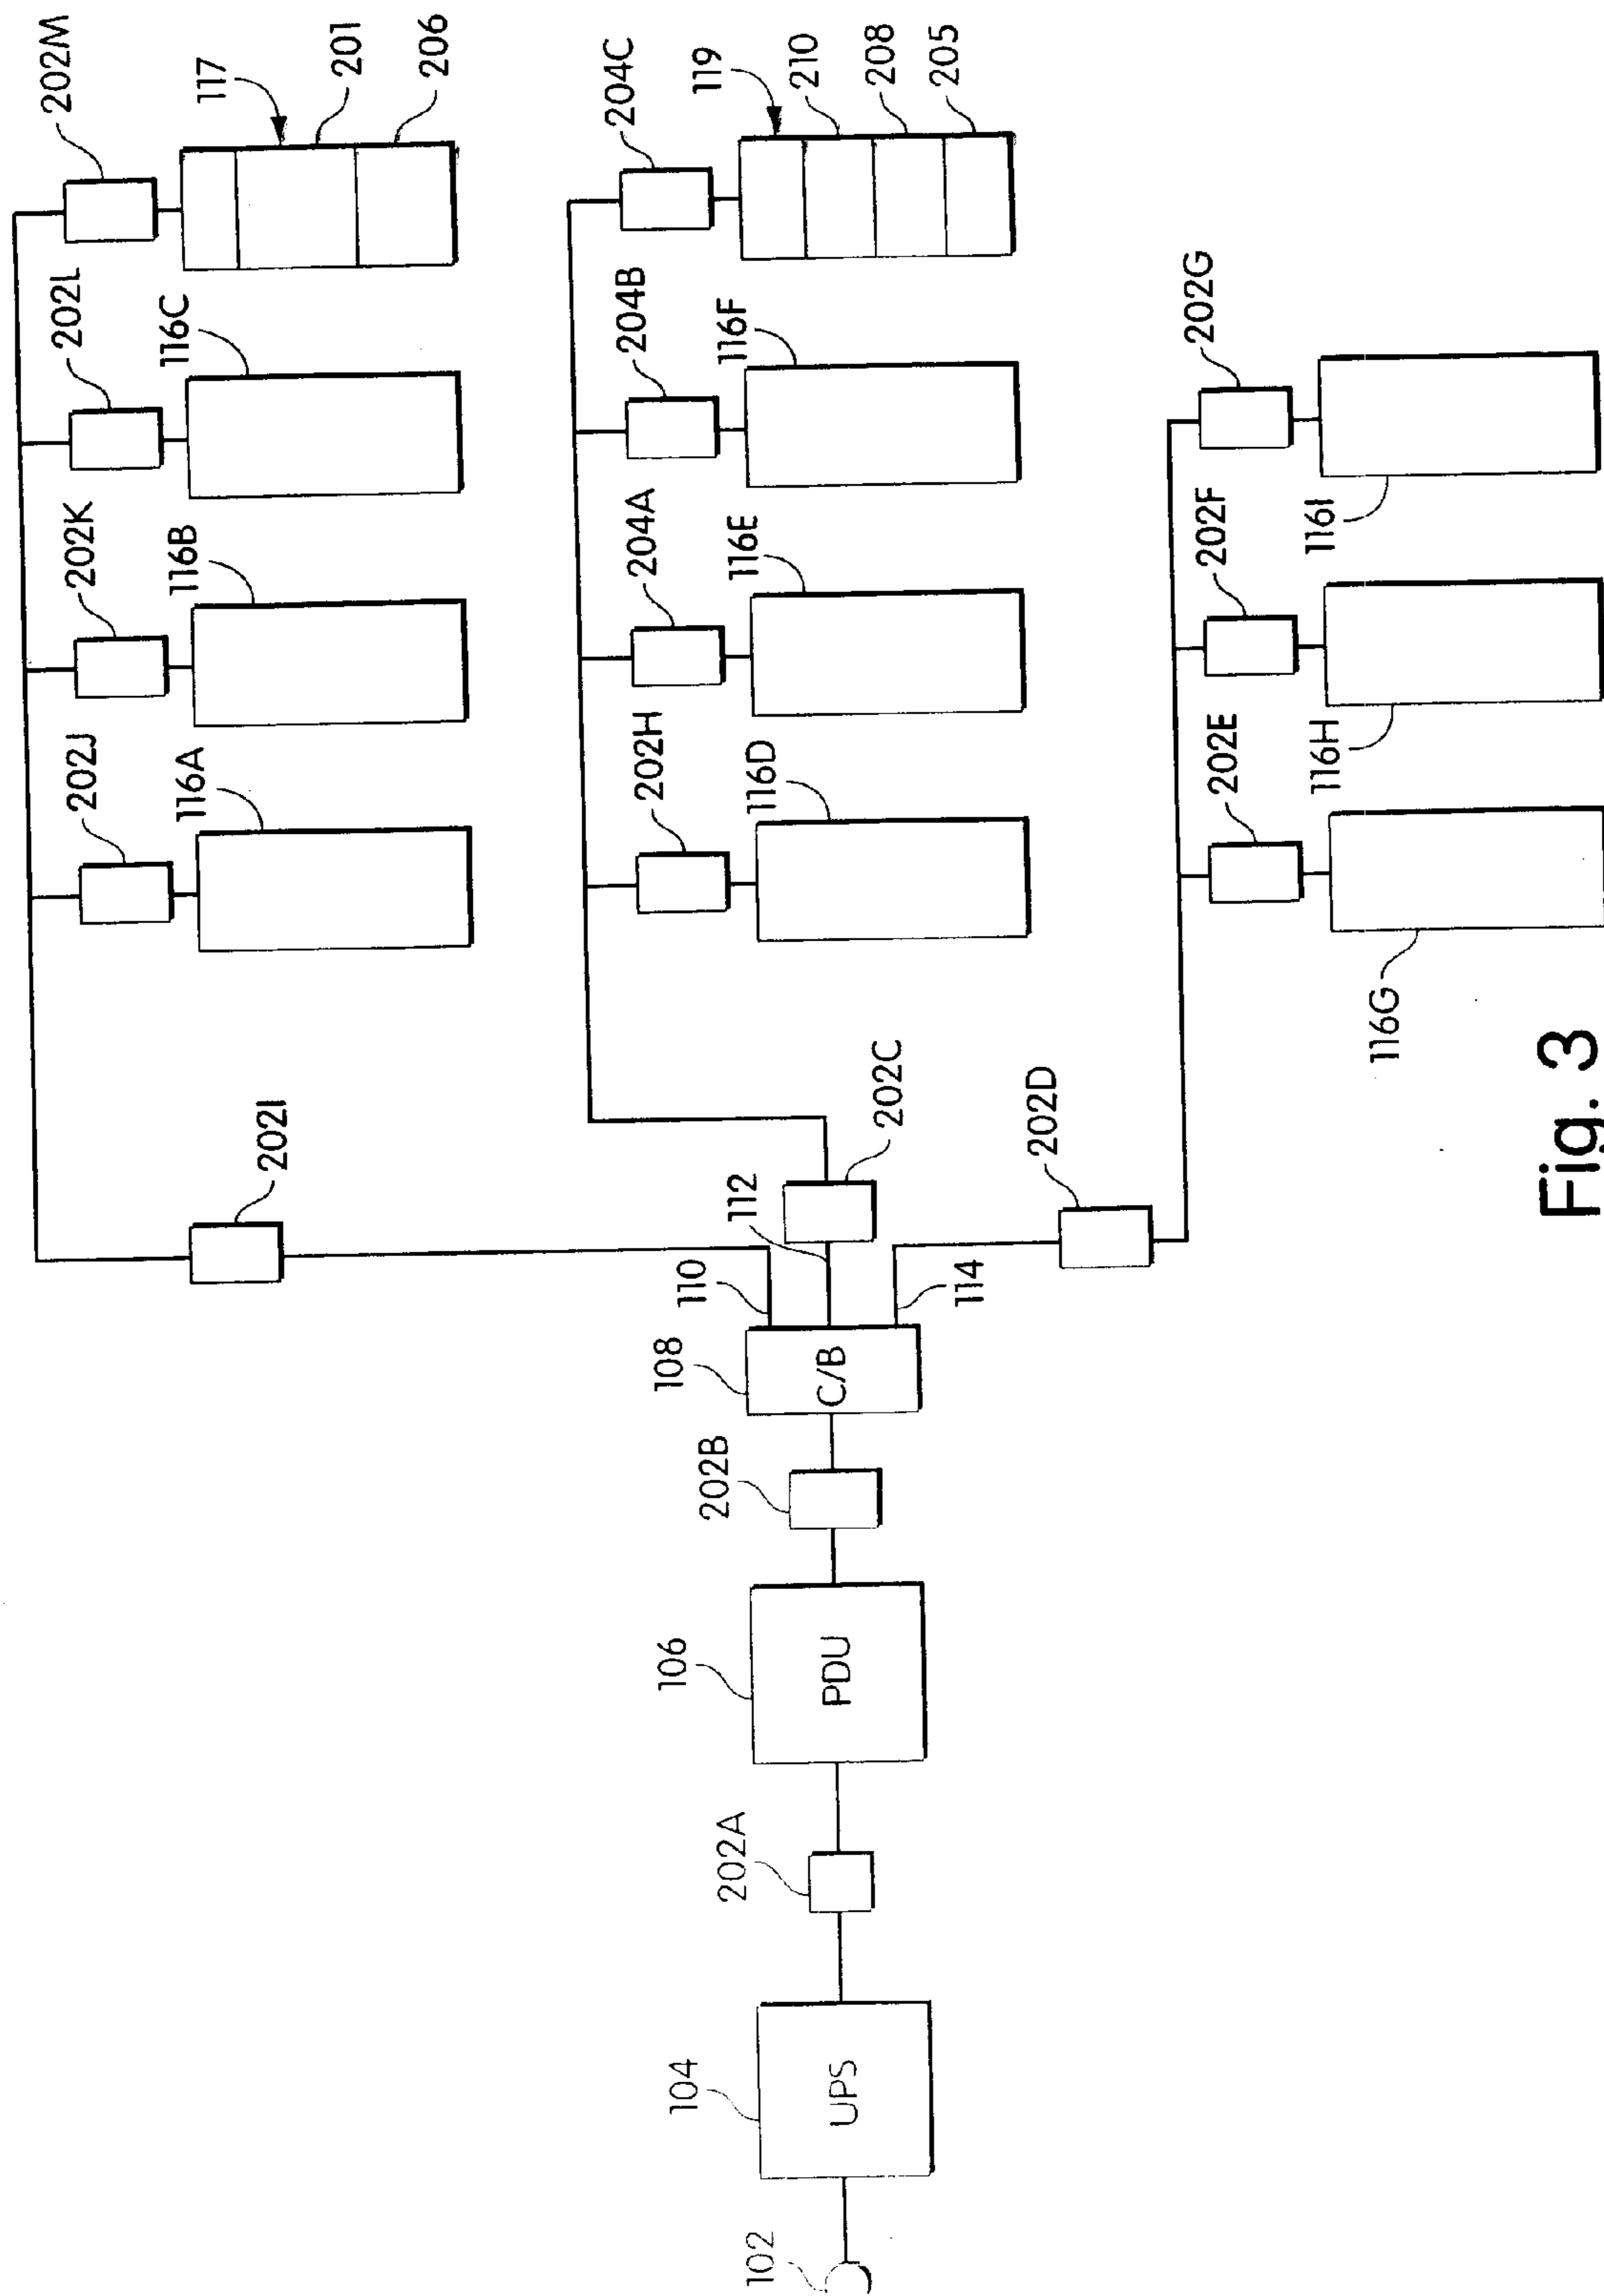 202M
117
201
206
202L
116C
202K
116B
202J
116A
202I
204C
119
210
208
205
204B
116F
204A
116E
202H
116D
202C
112
110
114
108
C/B
202B
106
PDU
202A
104
UPS
102
202D
202G
116I
202F
116H
202E
116G
Fig. 3